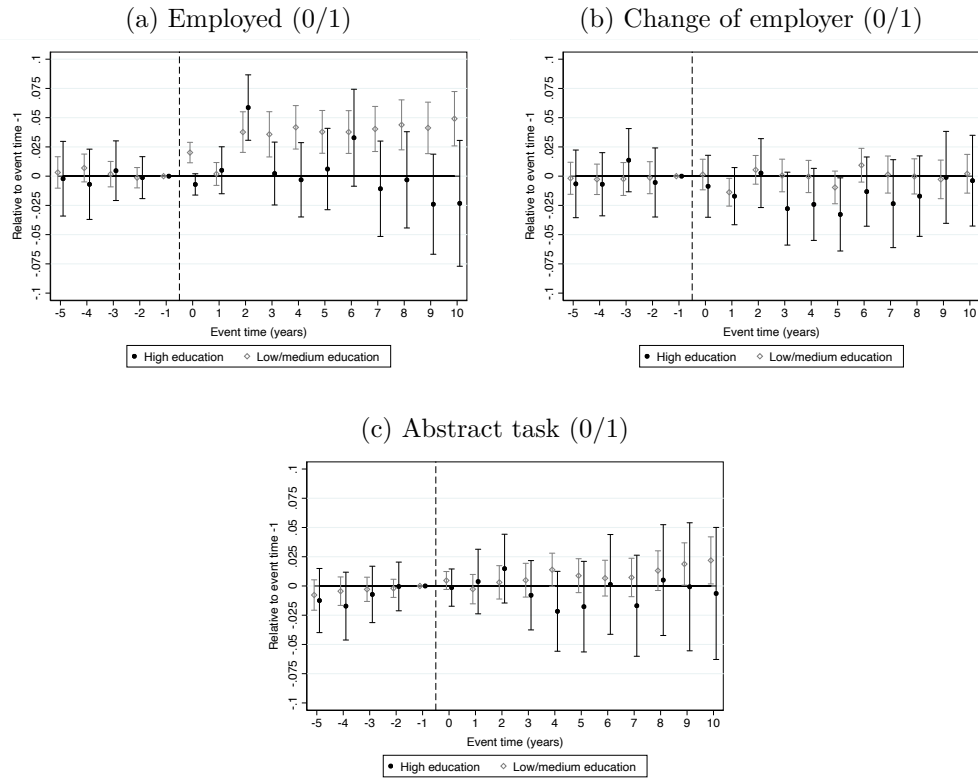 (a) Employed (0/1)
Relative to event time -1
.1
.075
.05
.025
0
-.025
-.05
-.075
-.1
-5 -4 -3 -2 -1 0 1 2 3 4 5 6 7 8 9 10
Event time (years)
High education Low/medium education
(b) Change of employer (0/1)
Relative to event time -1
.1
.075
.05
.025
0
-.025
-.05
-.075
-.1
-5 -4 -3 -2 -1 0 1 2 3 4 5 6 7 8 9 10
Event time (years)
High education Low/medium education
(c) Abstract task (0/1)
Relative to event time -1
.1
.075
.05
.025
0
-.025
-.05
-.075
-.1
-5 -4 -3 -2 -1 0 1 2 3 4 5 6 7 8 9 10
Event time (years)
High education Low/medium education